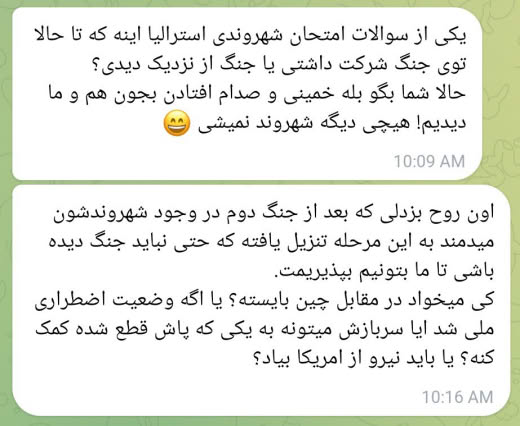 یکی از سوالات امتحان شهروندی استرالیا اینه که تا حالا
توی جنگ شرکت داشتی یا جنگ از نزدیک دیدی؟
حالا شما بگو بله خمینی و صدام افتادن بجون هم و ما
دیدیم! هیچی دیگه شهروند نمیشی 😄
10:09 AM
اون روح بزدلی که بعد از جنگ دوم در وجود شهروندشون
میدمند به این مرحله تنزیل یافته که حتی نباید جنگ دیده
باشی تا ما بتونیم بپذیریمت.
کی میخواد در مقابل چین بایسته؟ یا اگه وضعیت اضطراری
ملی شد ایا سربازش میتونه به یکی که پاش قطع شده کمک
کنه؟ یا باید نیرو از امریکا بیاد؟
10:16 AM